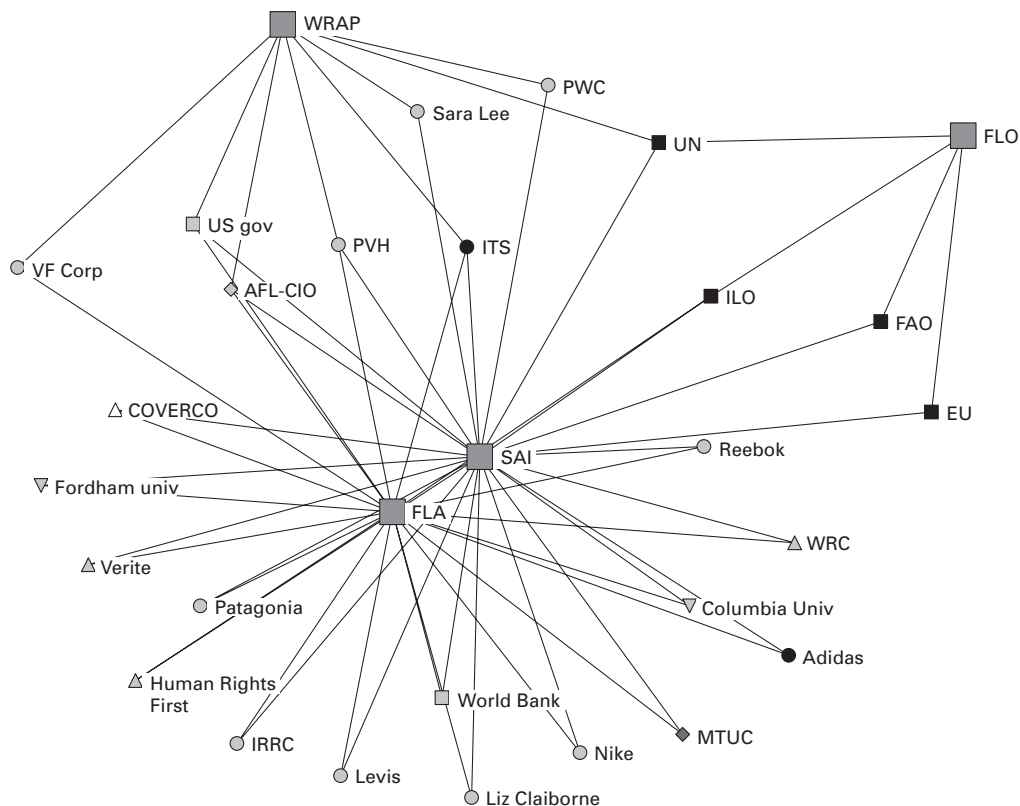 WRAP
PWC
Sara Lee
UN
FLO
US gov
PVH
ITS
VF Corp
AFL-CIO
ILO
FAO
COVERCO
EU
Reebok
SAI
Fordham univ
FLA
WRC
Verite
Patagonia
Columbia Univ
Adidas
Human Rights
First
World Bank
MTUC
IRRC
Nike
Levis
Liz Claiborne